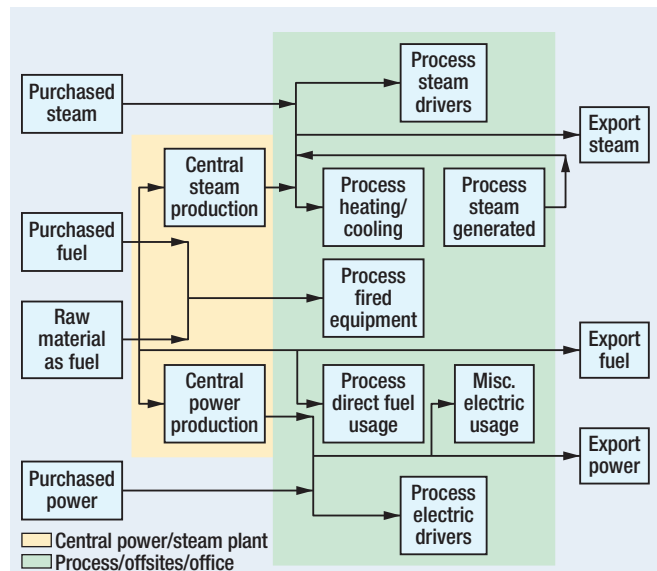 Purchased
steam
Process
steam
drivers
Export
steam
Central
steam
production
Process
heating/
cooling
Process
steam
generated
Purchased
fuel
Process
fired
equipment
Raw
material
as fuel
Export
fuel
Central
power
production
Process
direct fuel
usage
Misc.
electric
usage
Export
power
Purchased
power
Process
electric
drivers
Central power/steam plant
Process/offsites/office